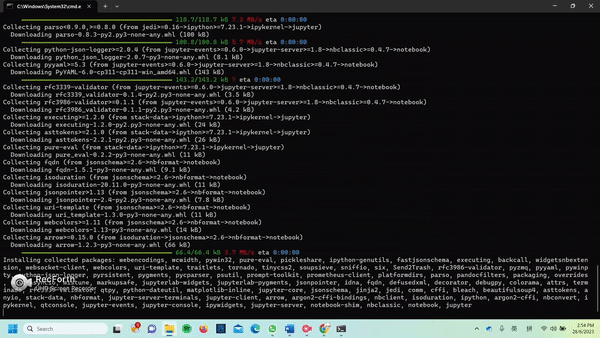 C:\Windows\System32\cmd.e
118.7/118.7 kB 7.2 MB/s eta 0:00:00
Collecting parso<0.9.0,>=0.8.0 (from jedi>=0.16->ipython>=7.23.1->ipykernel->jupyter)
Downloading parso-0.8.3-py2.py3-none-any.whl (100 kB)
100.8/100.8 kB MB/s eta 0:00:00
Collecting python-json-logger>=2.0.4 (from jupyter-events>=0.6.0->jupyter-server>=1.8->nbclassic>=0.4.7->notebook)
Downloading python_json_logger-2.0.7-py3-none-any.whl (8.1 kB)
Collecting pyyaml>=5.3 (from jupyter-events>=0.6.0->jupyter-server>=1.8->nbclassic>=0.4.7->notebook)
Downloading PyYAML-6.0-cp311-cp311-win_amd64.whl (143 kB)
143.2/143.2 kB ? eta 0:00:00
Collecting rfc3339-validator (from jupyter-events>=0.6.0->jupyter-server>=1.8->nbclassic>=0.4.7->notebook)
Downloading rfc3339_validator-0.1.4-py2.py3-none-any.whl (3.5 kB)
Collecting rfc3986-validator>=0.1.1 (from jupyter-events>=0.6.0->jupyter-server>=1.8->nbclassic>=0.4.7->notebook)
Downloading rfc3986_validator-0.1.1-py2.py3-none-any.whl (4.2 kB)
Collecting executing>=1.2.0 (from stack-data->ipython>=7.23.1->ipykernel->jupyter)
Downloading executing-1.2.0-py2.py3-none-any.whl (24 kB)
Collecting asttokens>=2.1.0 (from stack-data->ipython>=7.23.1->ipykernel->jupyter)
Downloading asttokens-2.2.1-py2.py3-none-any.whl (26 kB)
Collecting pure-eval (from stack-data->ipython>=7.23.1->ipykernel->jupyter)
Downloading pure_eval-0.2.2-py3-none-any.whl (11 kB)
Collecting fqdn (from jsonschema>=2.6->nbformat->notebook)
Downloading fqdn-1.5.1-py3-none-any.whl (9.1 kB)
Collecting isoduration (from jsonschema>=2.6->nbformat->notebook)
Downloading isoduration-20.11.0-py3-none-any.whl (11 kB)
Collecting jsonpointer>1.13 (from jsonschema>=2.6->nbformat->notebook)
Downloading jsonpointer-2.4-py2.py3-none-any.whl (7.8 kB)
Collecting uri-template (from jsonschema>=2.6->nbformat->notebook)
Downloading uri_template-1.3.0-py3-none-any.whl (11 kB)
Collecting webcolors>=1.11 (from jsonschema>=2.6->nbformat->notebook)
Downloading webcolors-1.13-py3-none-any.whl (14 kB)
Collecting arrow>=0.15.0 (from isoduration->jsonschema>=2.6->nbformat->notebook)
Downloading arrow-1.2.3-py3-none-any.whl (66 kB)
66.4/66.4 kB MB/s eta 0:00:00
Installing collected packages: webencodings, wcwidth, pywin32, pure-eval, pickleshare, ipython-genutils, fastjsonschema, executing, backcall, widgetsnbexten
sion, websocket-client, webcolors, uri-template, traitlets, tornado, tinycss2, soupsieve, sniffio, six, Send2Trash, rfc3986-validator, pyzmq, pyyaml, pywinty
python-json-logger, pyrsistent, pygments, pycparser, psutil, prompt-toolkit, prometheus-client, platformdirs, parso, pandocfilters, packaging, overrides
markupsafe, jupyterlab-widgets, jupyterlab-pygments, jsonpointer, idna, fqdn, defusedxml, decorator, debugpy, colorama, attrs, term
python-dateutil, matplotlib-inline, jupyter-core, jsonschema, jinja2, jedi, comm, cffi, bleach, beautifulsoup4, asttokens, a
nyio, stack-data, nbformat, jupyter-server-terminals, jupyter-client, arrow, argon2-cffi-bindings, nbclient, isoduration, ipython, argon2-cffi, nbconvert, i
pykernel, qtconsole, jupyter-events, jupyter-console, ipywidgets, jupyter-server, notebook-shim, nbclassic, notebook, jupyter
RecForth
Screen Recorder
Search
英
拼
2:54 PM
28/6/2023